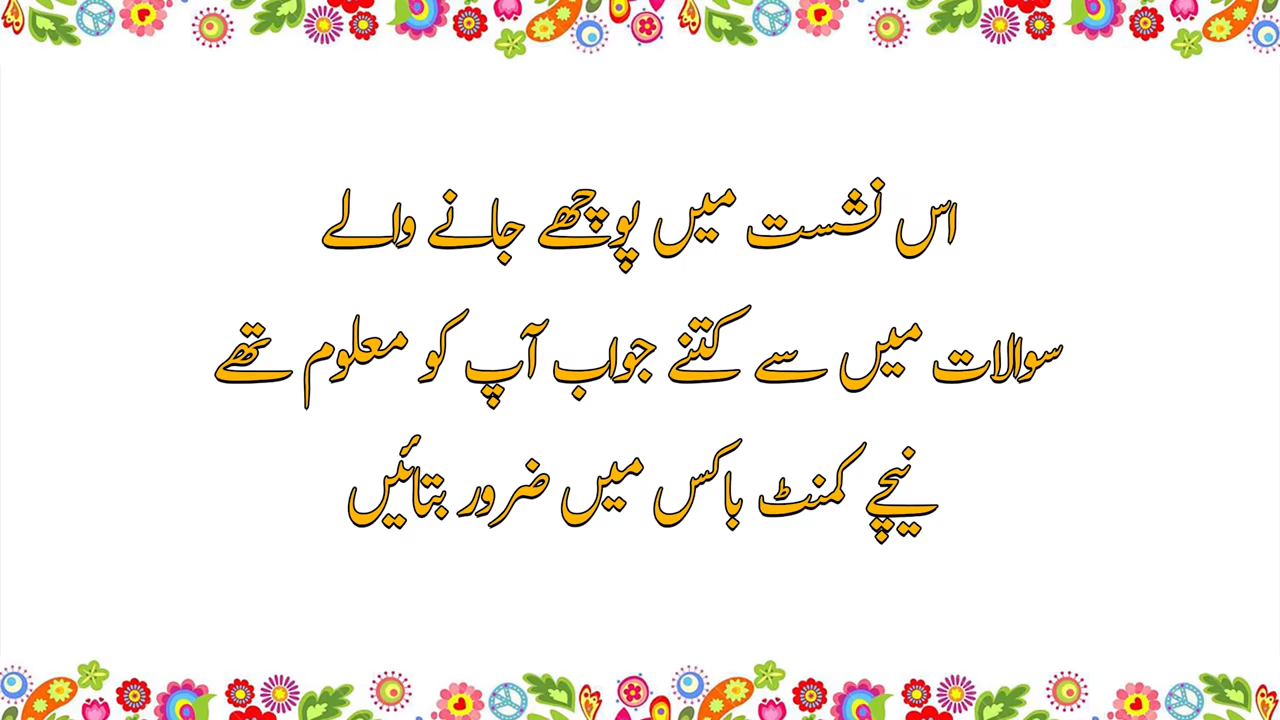 اس نشست میں پوچھے جانے والے
سوالات میں سے کتنے جواب آپ کو معلوم تھے
نیچے کمنٹ باکس میں ضرور بتائیں